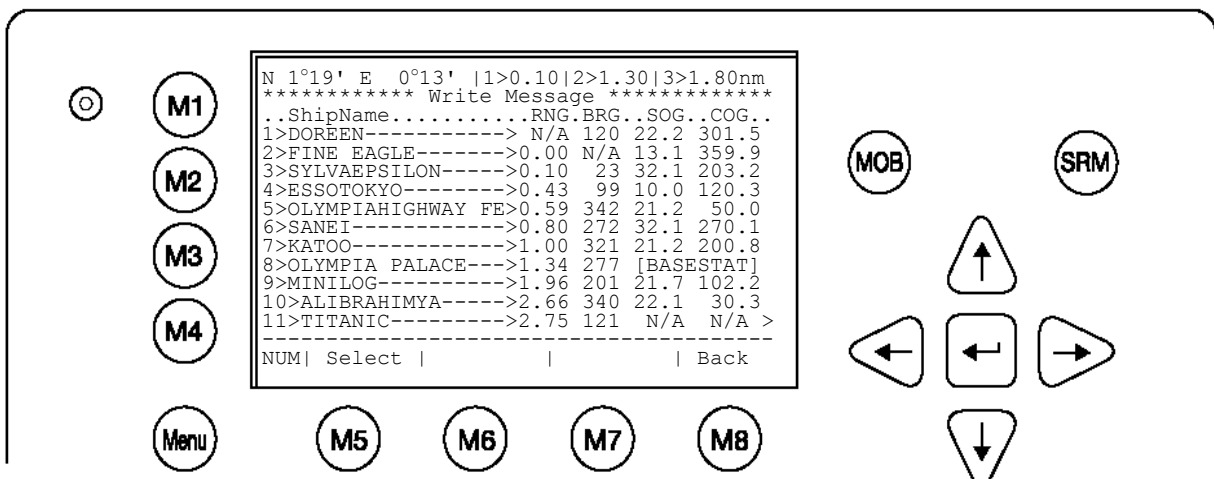 N 1°19' E  0°13' |1>0.10|2>1.30|3>1.80nm
************ Write Message *************
..ShipName...........RNG.BRG..SOG..COG..
1>DOREEN-----------> N/A 120 22.2 301.5
2>FINE EAGLE------->0.00 N/A 13.1 359.9
3>SYLVAEPSILON----->0.10  23 32.1 203.2
4>ESSOTOKYO-------->0.43  99 10.0 120.3
5>OLYMPIAHIGHWAY FE>0.59 342 21.2  50.0
6>SANEI------------>0.80 272 32.1 270.1
7>KATOO------------>1.00 321 21.2 200.8
8>OLYMPIA PALACE--->1.34 277 [BASESTAT]
9>MINILOG---------->1.96 201 21.7 102.2
10>ALIBRAHIMYA----->2.66 340 22.1  30.3
11>TITANIC--------->2.75 121  N/A  N/A >
----------------------------------------
NUM| Select |         |         | Back
M1
M2
M3
M4
MOB
SRM
Menu
M5
M6
M7
M8